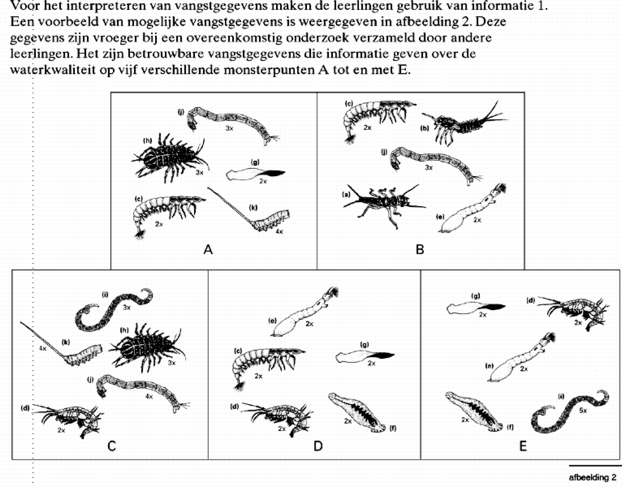 Voor het interpreteren van vangstgegevens maken de leerlingen gebruik van informatie 1.
Een voorbeeld van mogelijke vangstgegevens is weergegeven in afbeelding 2. Deze
gegevens zijn vroeger bij een overeenkomstig onderzoek verzameld door andere
leerlingen. Het zijn betrouwbare vangstgegevens die informatie geven over de
waterkwaliteit op vijf verschillende monsterpunten A tot en met E.
(j)
3x
(h)
3x
(g)
2x
(c)
2x
(k)
4x
A
(c)
2x
(b)
(j)
3x
(a)
(e)
2x
B
(i)
3x
(k)
4x
(h)
3x
(j)
4x
(d)
2x
C
(e)
2x
(c)
2x
(g)
2x
(d)
2x
(f)
2x
D
(g)
2x
(d)
2x
(e)
2x
(f)
2x
(i)
5x
E
afbeelding 2